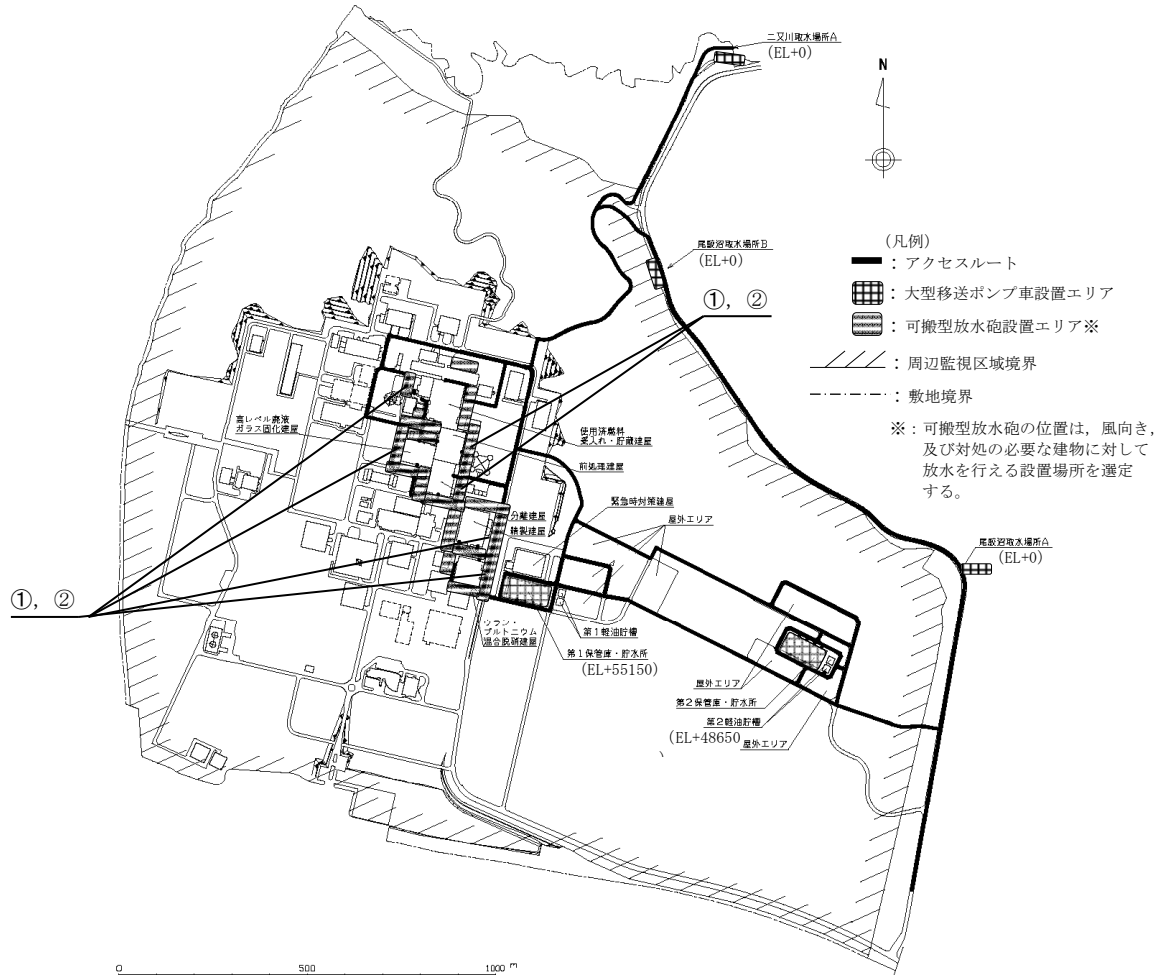 二又川取水場所A
(EL+0)
N
尾駮沼取水場所B
(EL+0)
(凡例)
：アクセスルート
：大型移送ポンプ車設置エリア
：可搬型放水砲設置エリア※
：周辺監視区域境界
：敷地境界
※：可搬型放水砲の位置は，風向き，
及び対処の必要な建物に対して
放水を行える設置場所を選定
する。
①，②
高レベル廃液
ガラス固化建屋
使用済燃料
受入れ・貯蔵建屋
前処理建屋
緊急時対策建屋
分離建屋
精製建屋
屋外エリア
尾駮沼取水場所A
(EL+0)
①，②
ウラン・
プルトニウム
混合脱硝建屋
第1軽油貯槽
第1保管庫・貯水所
(EL+55150)
屋外エリア
第2保管庫・貯水所
第2軽油貯槽
(EL+48650
屋外エリア
0 500 1000 m